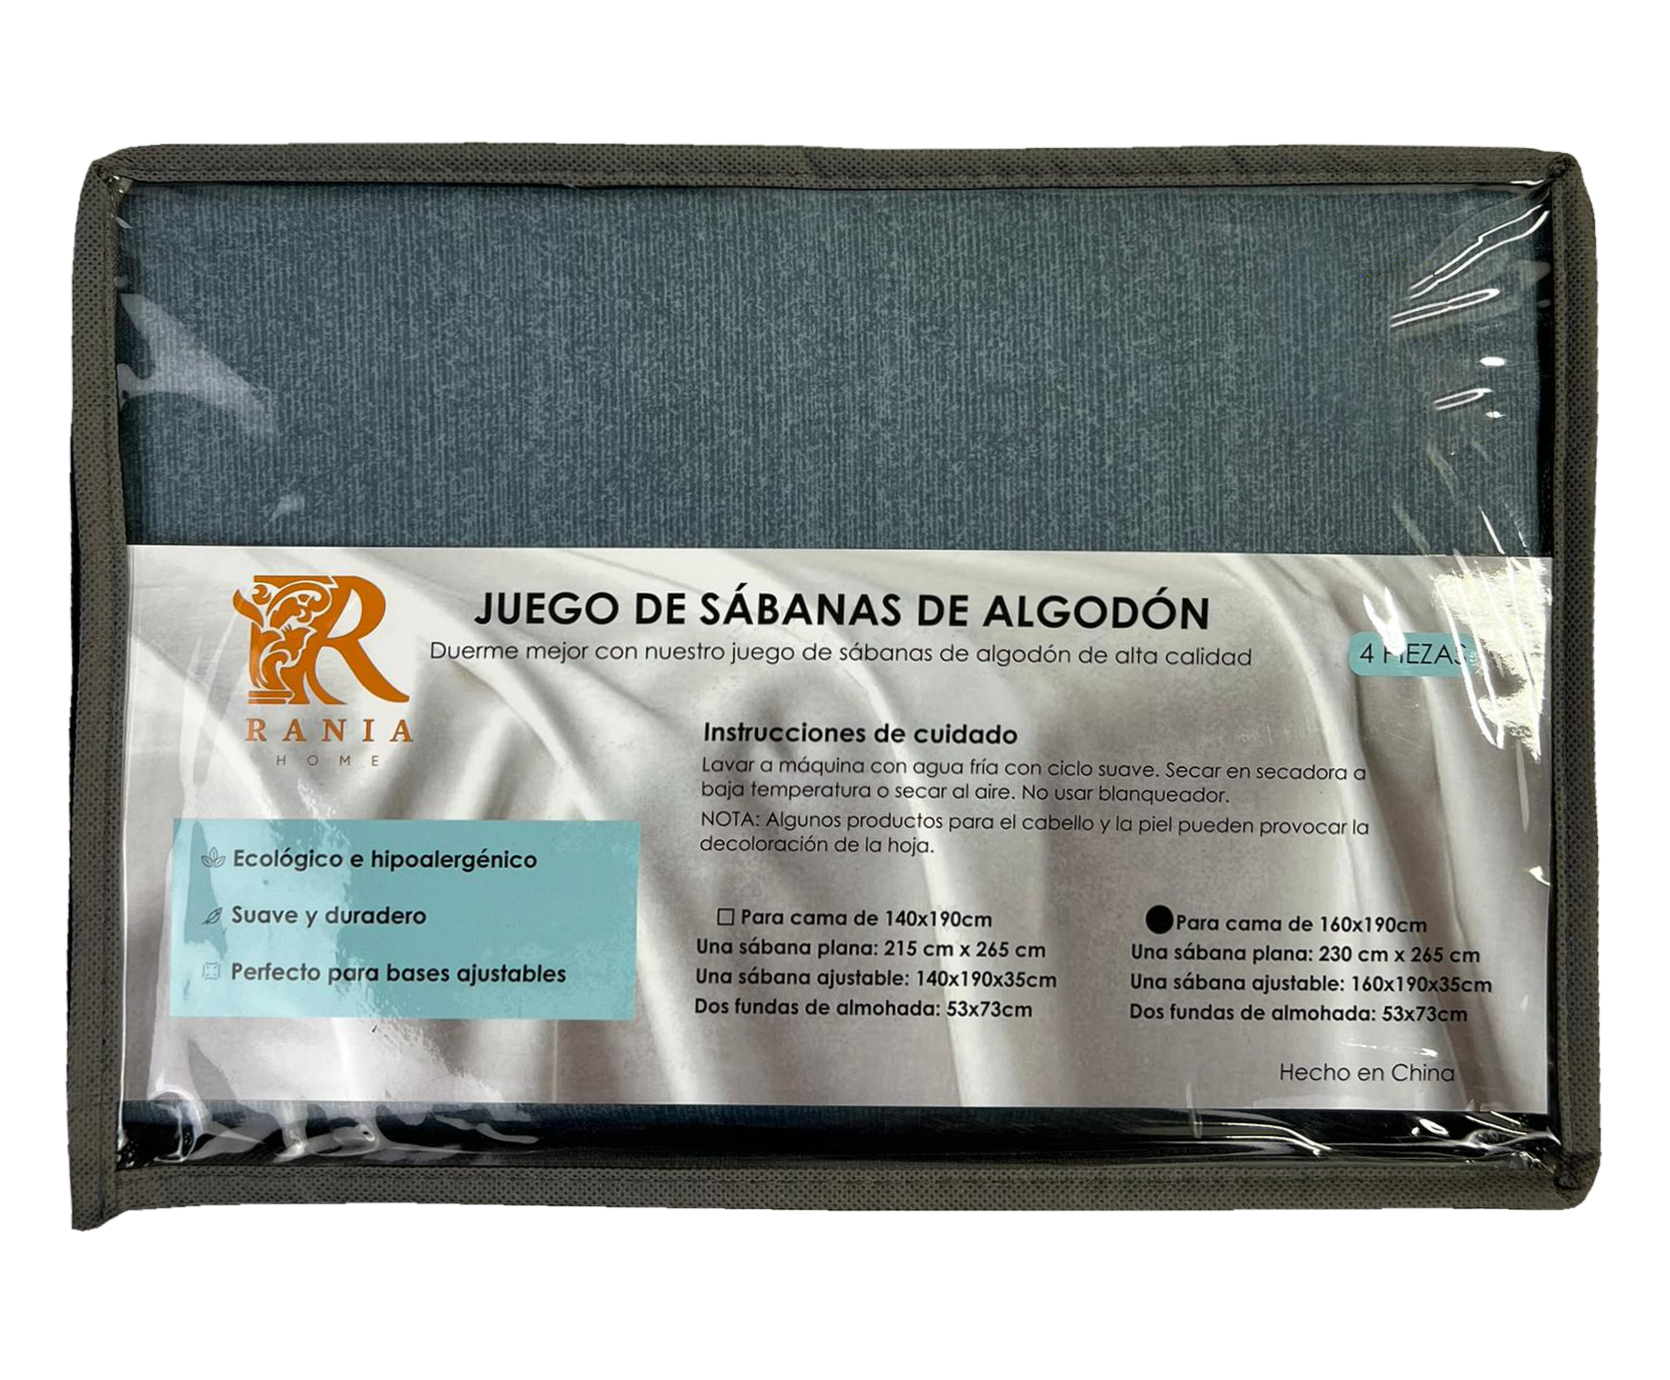 R
RANIA
HOME
JUEGO DE SÁBANAS DE ALGODÓN
Duerme mejor con nuestro juego de sábanas de algodón de alta calidad
4 PIEZAS
Instrucciones de cuidado
Lavar a máquina con agua fría con ciclo suave. Secar en secadora a
baja temperatura o secar al aire. No usar blanqueador.
NOTA: Algunos productos para el cabello y la piel pueden provocar la
decoloración de la hoja.
Ecológico e hipoalergénico
Suave y duradero
Perfecto para bases ajustables
Para cama de 140x190cm
Una sábana plana: 215 cm x 265 cm
Una sábana ajustable: 140x190x35cm
Dos fundas de almohada: 53x73cm
Para cama de 160x190cm
Una sábana plana: 230 cm x 265 cm
Una sábana ajustable: 160x190x35cm
Dos fundas de almohada: 53x73cm
Hecho en China